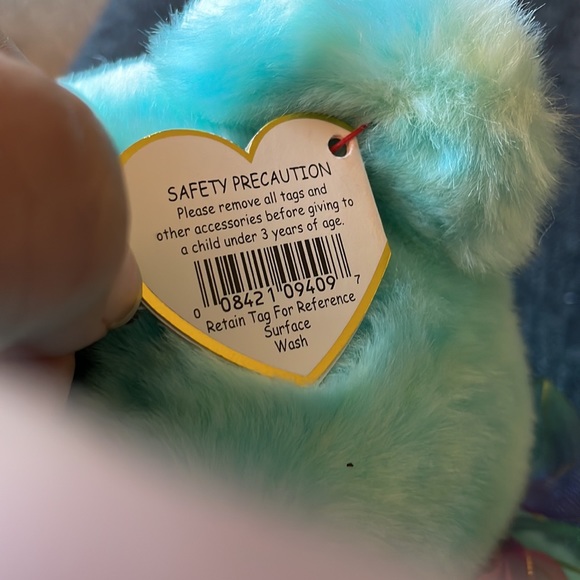 SAFETY PRECAUTION
Please remove all tags and
other accessories before giving to
a child under 3 years of age.
0 08421 09409 7
Retain Tag For Reference
Surface
Wash